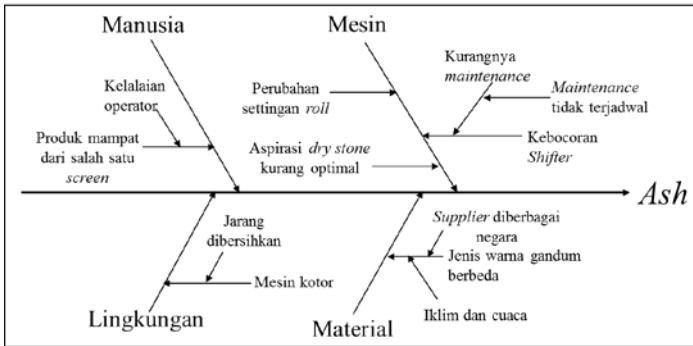 Manusia
Mesin
Kelalaian
operator
Produk mampat
dari salah satu
screen
Perubahan
settingan roll
Aspirasi dry stone
kurang optimal
Kurangnya
maintenance
Maintenance
tidak terjadwal
Kebocoran
Shifter
Ash
Jarang
dibersihkan
Mesin kotor
Lingkungan
Supplier diberbagai
negara
Jenis warna gandum
berbeda
Iklim dan cuaca
Material